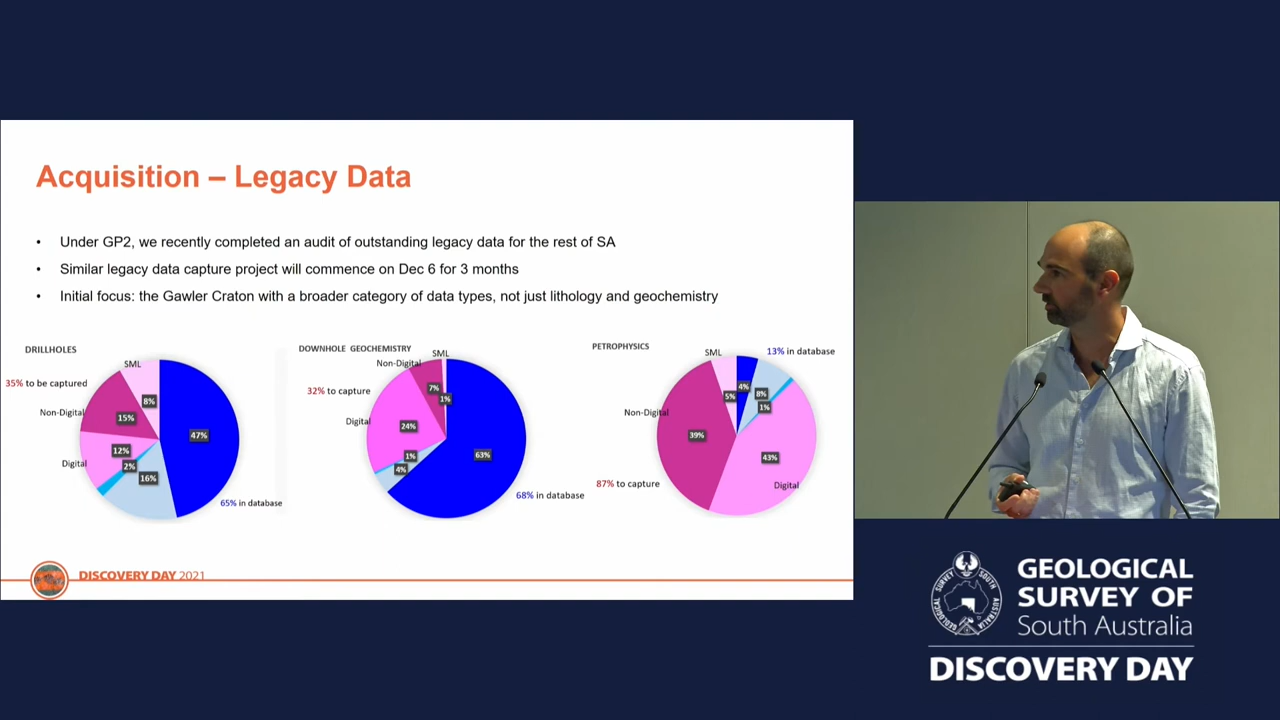 Acquisition – Legacy Data
• Under GP2, we recently completed an audit of outstanding legacy data for the rest of SA
• Similar legacy data capture project will commence on Dec 6 for 3 months
• Initial focus: the Gawler Craton with a broader category of data types, not just lithology and geochemistry
DRILLHOLES
SML
35% to be captured
Non-Digital
Digital
8%
15%
12%
2%
16%
47%
65% in database
DOWNHOLE GEOCHEMISTRY
SML
Non-Digital
32% to capture
Digital
7%
1%
24%
1%
4%
63%
68% in database
PETROPHYSICS
SML
13% in database
Non-Digital
4%
8%
5%
1%
39%
43%
87% to capture
Digital
DISCOVERY DAY 2021
GEOLOGICAL SURVEY OF SOUTH AUSTRALIA
GEOLOGICAL
SURVEY OF
South Australia
DISCOVERY DAY